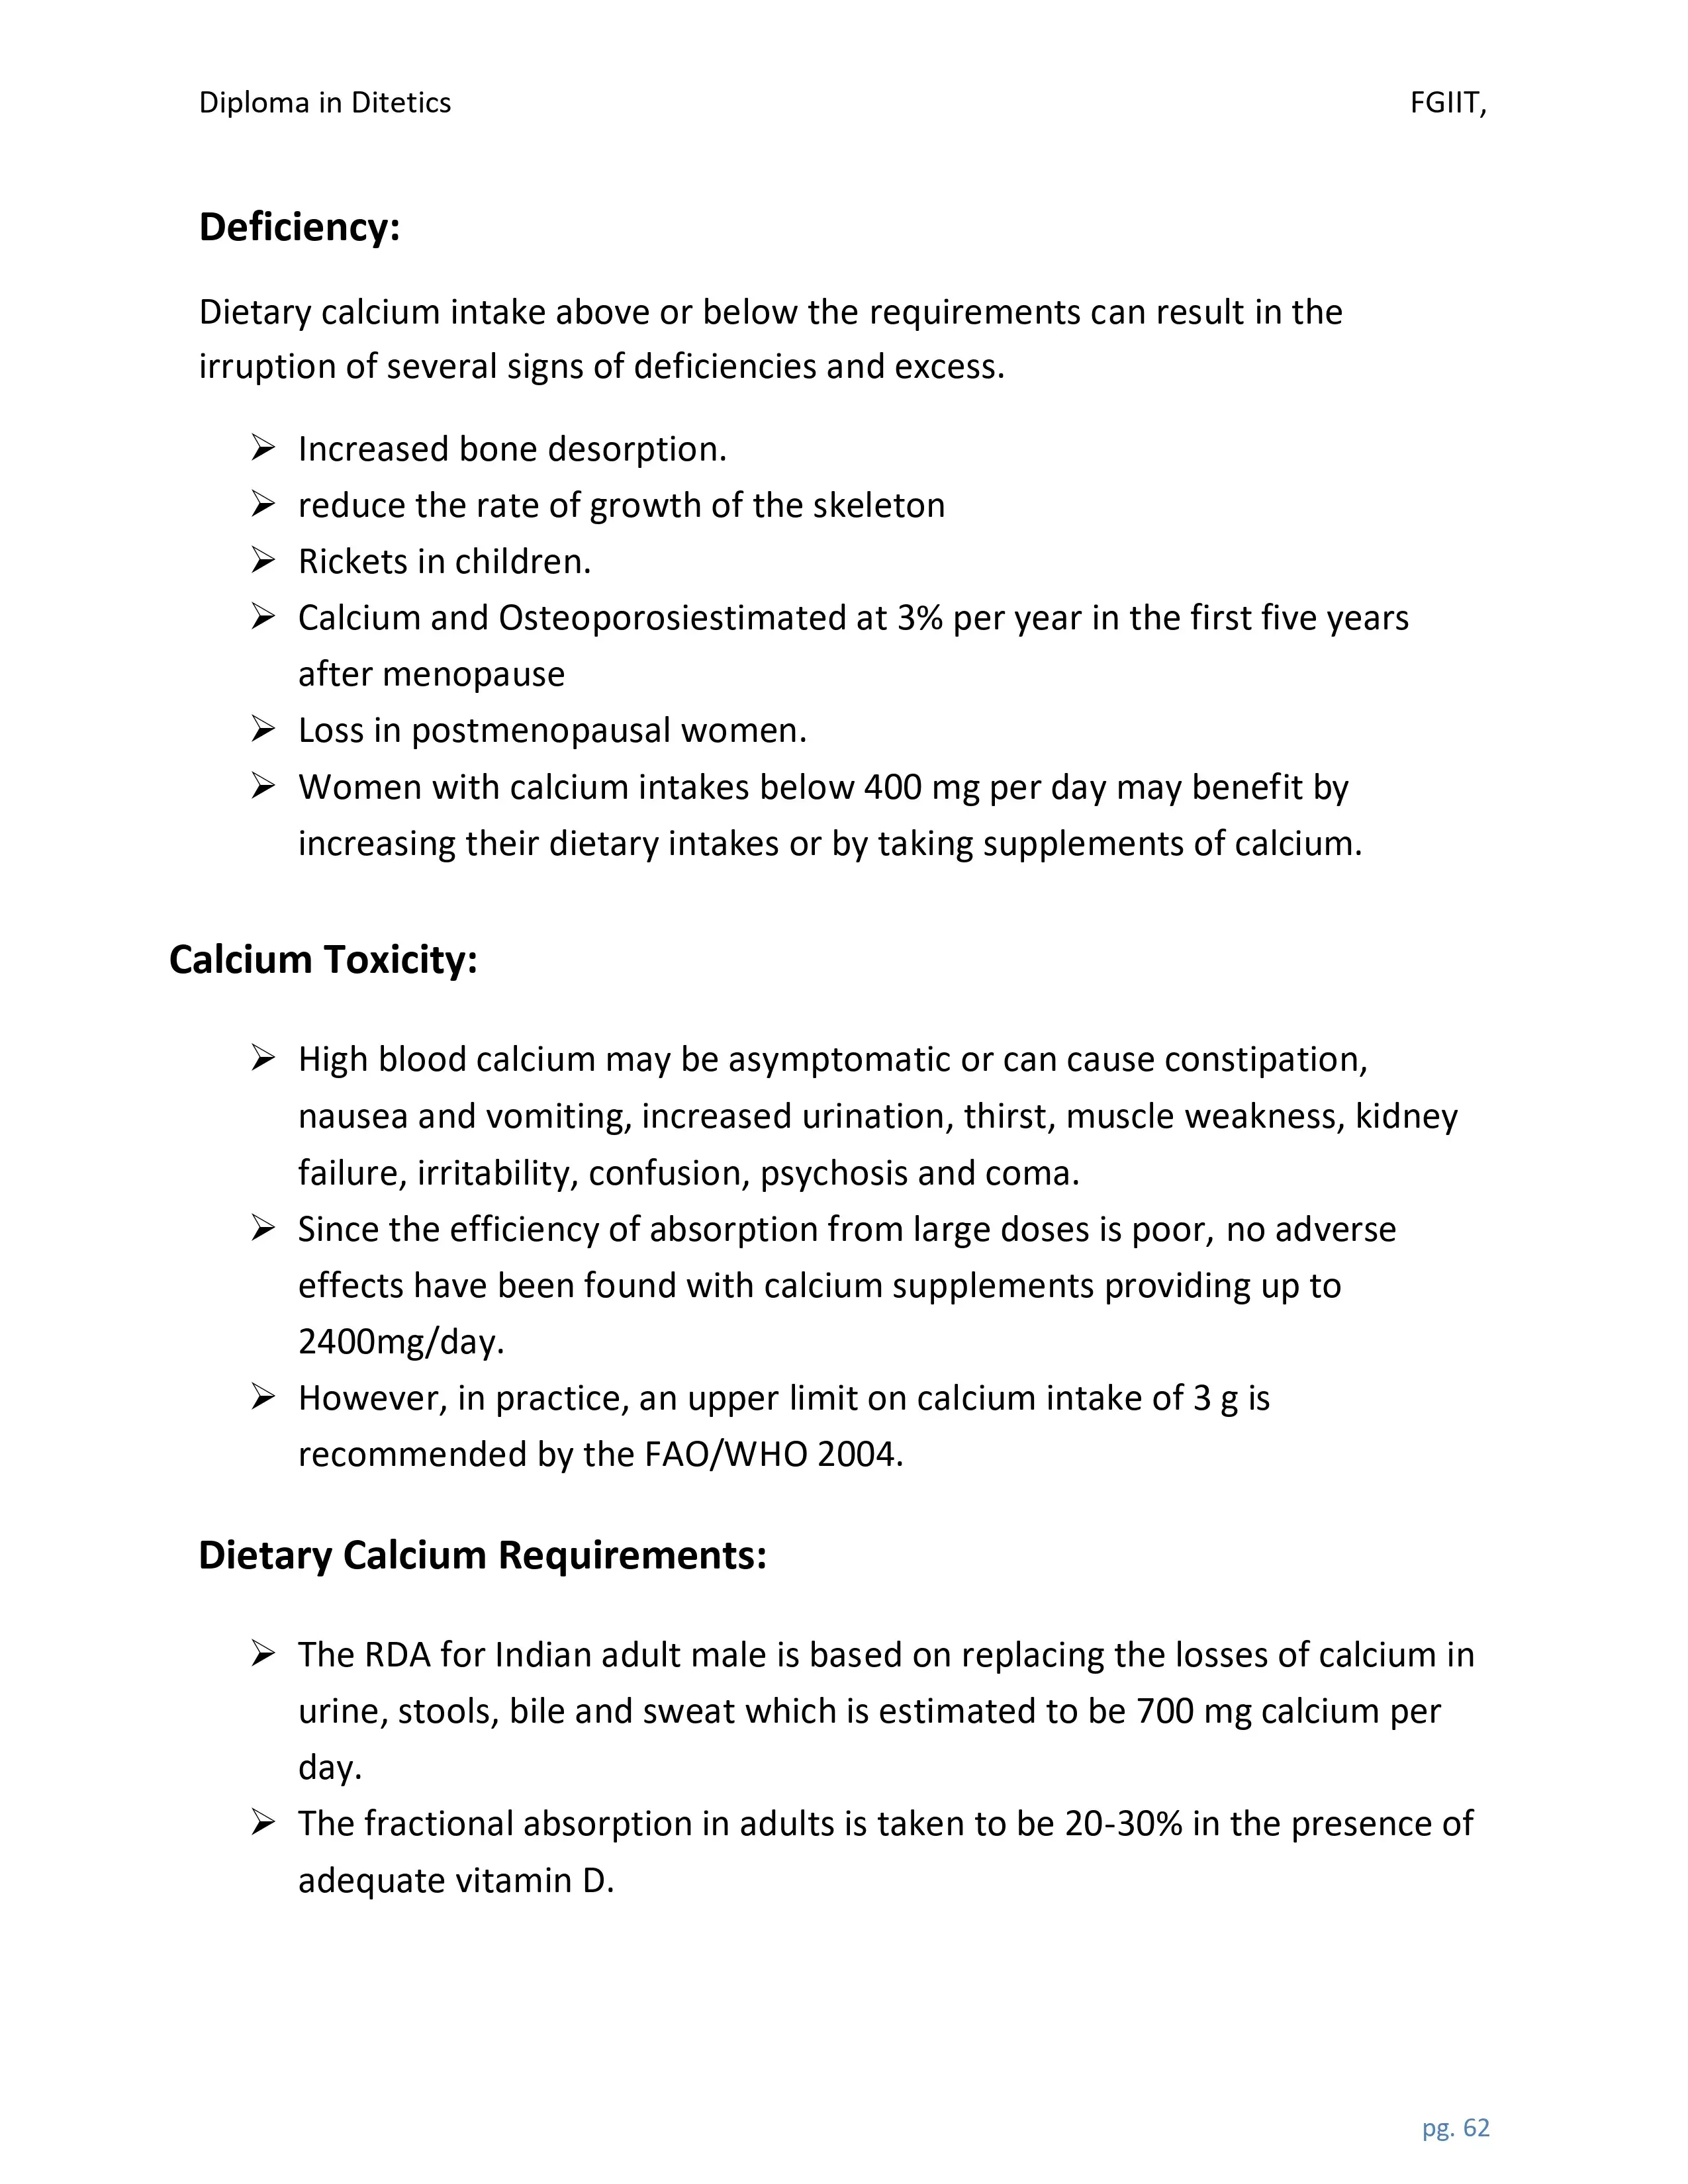 Diploma in Ditetics FGIIT,
Deficiency:
Dietary calcium intake above or below the requirements can result in the
irruption of several signs of deficiencies and excess.
➢ Increased bone desorption.
➢ reduce the rate of growth of the skeleton
➢ Rickets in children.
➢ Calcium and Osteoporosiestimated at 3% per year in the first five years
after menopause
➢ Loss in postmenopausal women.
➢ Women with calcium intakes below 400 mg per day may benefit by
increasing their dietary intakes or by taking supplements of calcium.
Calcium Toxicity:
➢ High blood calcium may be asymptomatic or can cause constipation,
nausea and vomiting, increased urination, thirst, muscle weakness, kidney
failure, irritability, confusion, psychosis and coma.
➢ Since the efficiency of absorption from large doses is poor, no adverse
effects have been found with calcium supplements providing up to
2400mg/day.
➢ However, in practice, an upper limit on calcium intake of 3 g is
recommended by the FAO/WHO 2004.
Dietary Calcium Requirements:
➢ The RDA for Indian adult male is based on replacing the losses of calcium in
urine, stools, bile and sweat which is estimated to be 700 mg calcium per
day.
➢ The fractional absorption in adults is taken to be 20-30% in the presence of
adequate vitamin D.
pg. 62